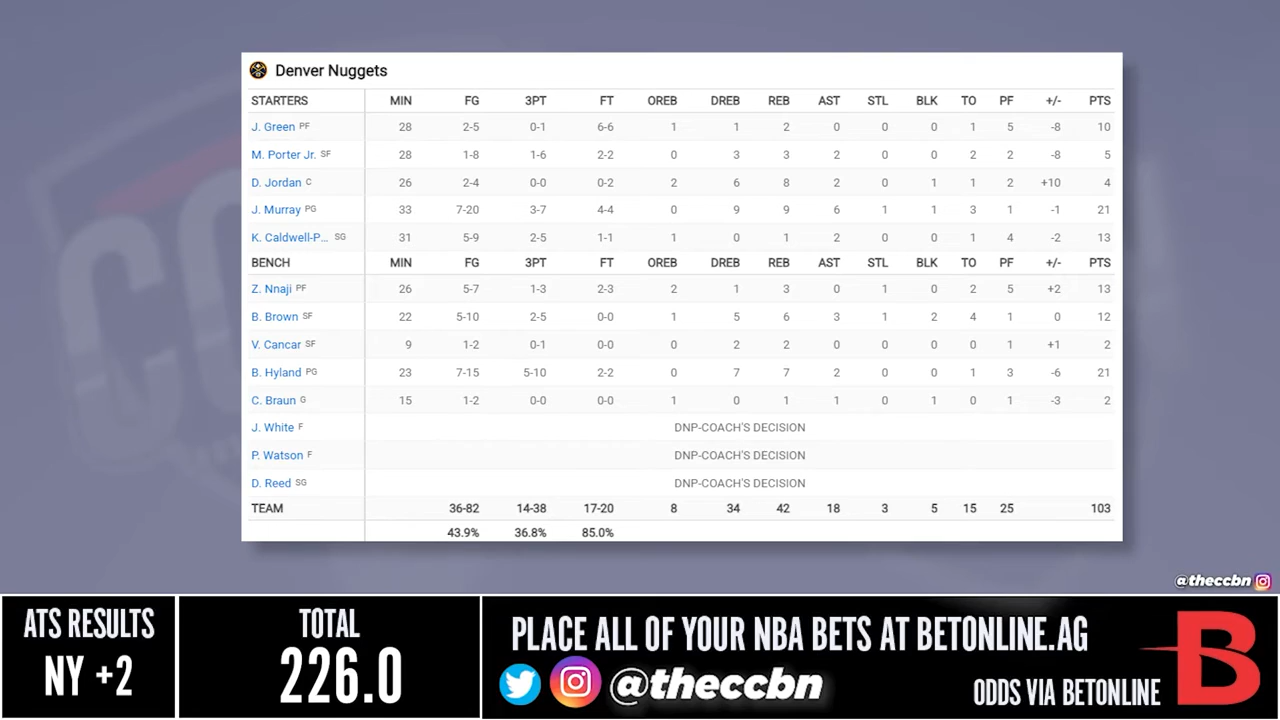 Denver Nuggets
STARTERS MIN FG 3PT FT OREB DREB REB AST STL BLK TO PF +/- PTS
J. Green PF 28 2-5 0-1 6-6 1 1 2 0 0 0 1 5 -8 10
M. Porter Jr. SF 28 1-8 1-6 2-2 0 3 3 2 0 0 2 2 -8 5
D. Jordan C 26 2-4 0-0 0-2 2 6 8 2 0 1 1 2 +10 4
J. Murray PG 33 7-20 3-7 4-4 0 9 9 6 1 1 3 1 -1 21
K. Caldwell-P... SG 31 5-9 2-5 1-1 1 0 1 2 0 0 1 4 -2 13
BENCH MIN FG 3PT FT OREB DREB REB AST STL BLK TO PF +/- PTS
Z. Nnaji PF 26 5-7 1-3 2-3 2 1 3 0 1 0 2 5 +2 13
B. Brown SF 22 5-10 2-5 0-0 1 5 6 3 1 2 4 1 0 12
V. Cancar SF 9 1-2 0-1 0-0 0 2 2 0 0 0 0 1 +1 2
B. Hyland PG 23 7-15 5-10 2-2 0 7 7 2 0 0 1 3 -6 21
C. Braun G 15 1-2 0-0 0-0 1 0 1 1 0 1 0 1 -3 2
J. White F DNP-COACH'S DECISION
P. Watson F DNP-COACH'S DECISION
D. Reed SG DNP-COACH'S DECISION
TEAM 36-82 14-38 17-20 8 34 42 18 3 5 15 25 103
43.9% 36.8% 85.0%
@theccbn
ATS RESULTS
NY +2
TOTAL
226.0
PLACE ALL OF YOUR NBA BETS AT BETONLINE.AG
@theccbn
ODDS VIA BETONLINE
B